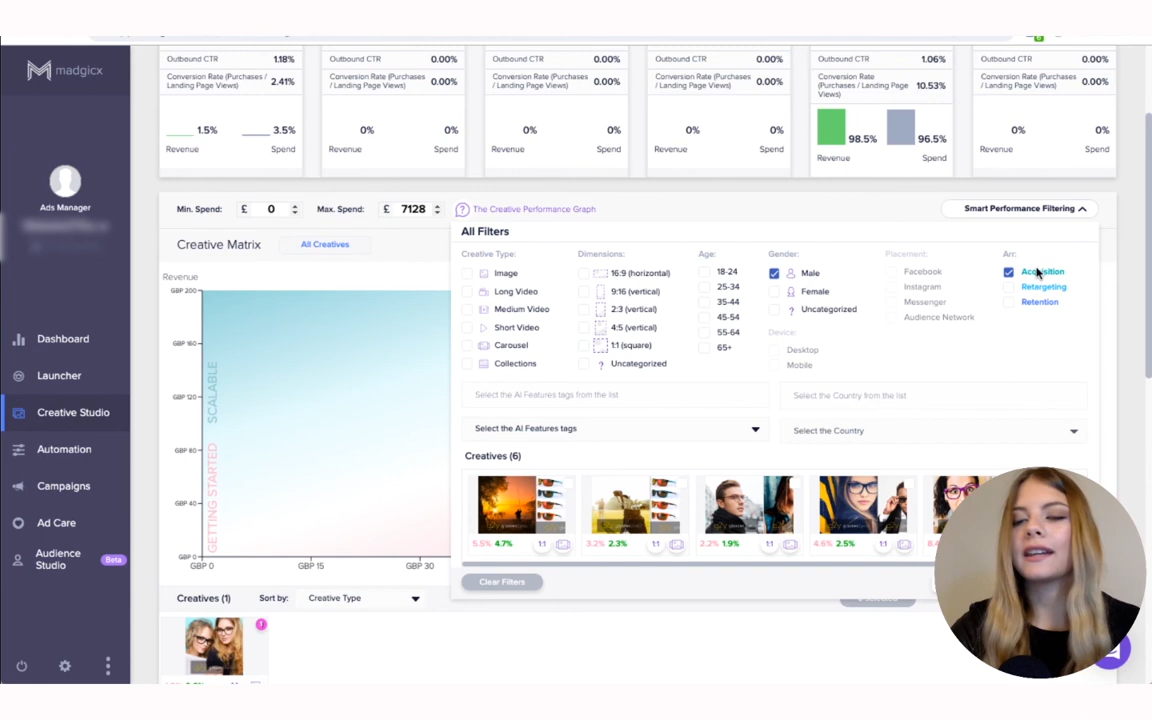 madgicx
Ads Manager
Dashboard
Launcher
Creative Studio
Automation
Campaigns
Ad Care
Audience Studio Beta
Outbound CTR 1.18%
Conversion Rate (Purchases / Landing Page Views) 2.41%
1.5% 3.5%
Revenue Spend
Outbound CTR 0.00%
Conversion Rate (Purchases / Landing Page Views) 0.00%
0% 0%
Revenue Spend
Outbound CTR 0.00%
Conversion Rate (Purchases / Landing Page Views) 0.00%
0% 0%
Revenue Spend
Outbound CTR 0.00%
Conversion Rate (Purchases / Landing Page Views) 0.00%
0% 0%
Revenue Spend
Outbound CTR 1.06%
Conversion Rate (Purchases / Landing Page Views) 10.53%
98.5% 96.5%
Revenue Spend
Outbound CTR 0.00%
Conversion Rate (Purchases / Landing Page Views) 0.00%
0% 0%
Revenue Spend
Min. Spend: £ 0 Max. Spend: £ 7128 ? The Creative Performance Graph Smart Performance Filtering
Creative Matrix All Creatives
Revenue
GBP 200
GBP 160
GBP 120
GBP 80
GBP 40
GBP 0
SCALABLE
GETTING STARTED
GBP 0 GBP 15 GBP 30
All Filters
Creative Type:
Image
Long Video
Medium Video
Short Video
Carousel
Collections
Dimensions:
16:9 (horizontal)
9:16 (vertical)
2:3 (vertical)
4:5 (vertical)
1:1 (square)
? Uncategorized
Age:
18-24
25-34
35-44
45-54
55-64
65+
Gender:
Male
Female
? Uncategorized
Device:
Desktop
Mobile
Placement:
Facebook
Instagram
Messenger
Audience Network
Arr:
Acquisition
Retargeting
Retention
Select the AI Features tags from the list
Select the Country from the list
Select the AI Features tags
Select the Country
Creatives (6)
5.5% 4.7% 1:1
3.2% 2.3% 1:1
2.2% 1.9% 1:1
4.6% 2.5% 1:1
Clear Filters
Creatives (1) Sort by: Creative Type